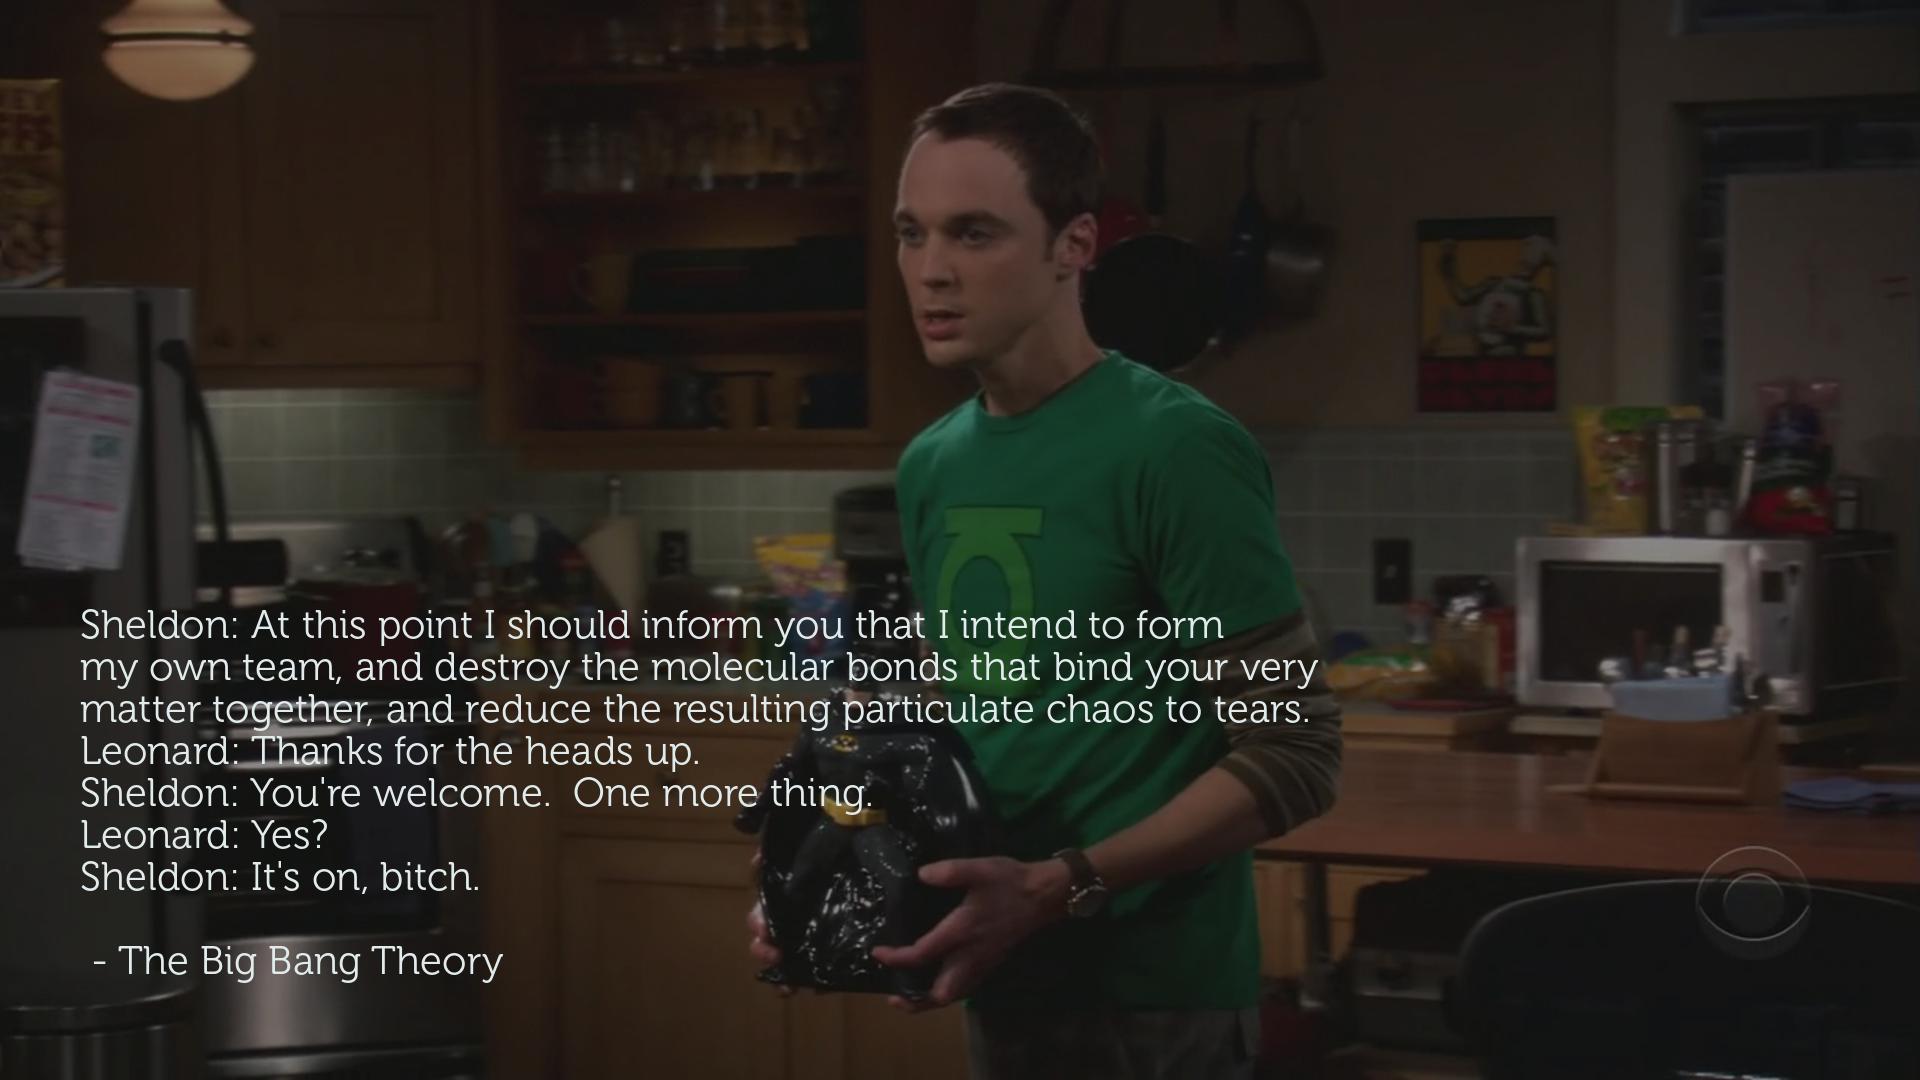 Sheldon: At this point I should inform you that I intend to form
my own team, and destroy the molecular bonds that bind your very
matter together, and reduce the resulting particulate chaos to tears.
Leonard: Thanks for the heads up.
Sheldon: You're welcome.  One more thing.
Leonard: Yes?
Sheldon: It's on, bitch.
- The Big Bang Theory